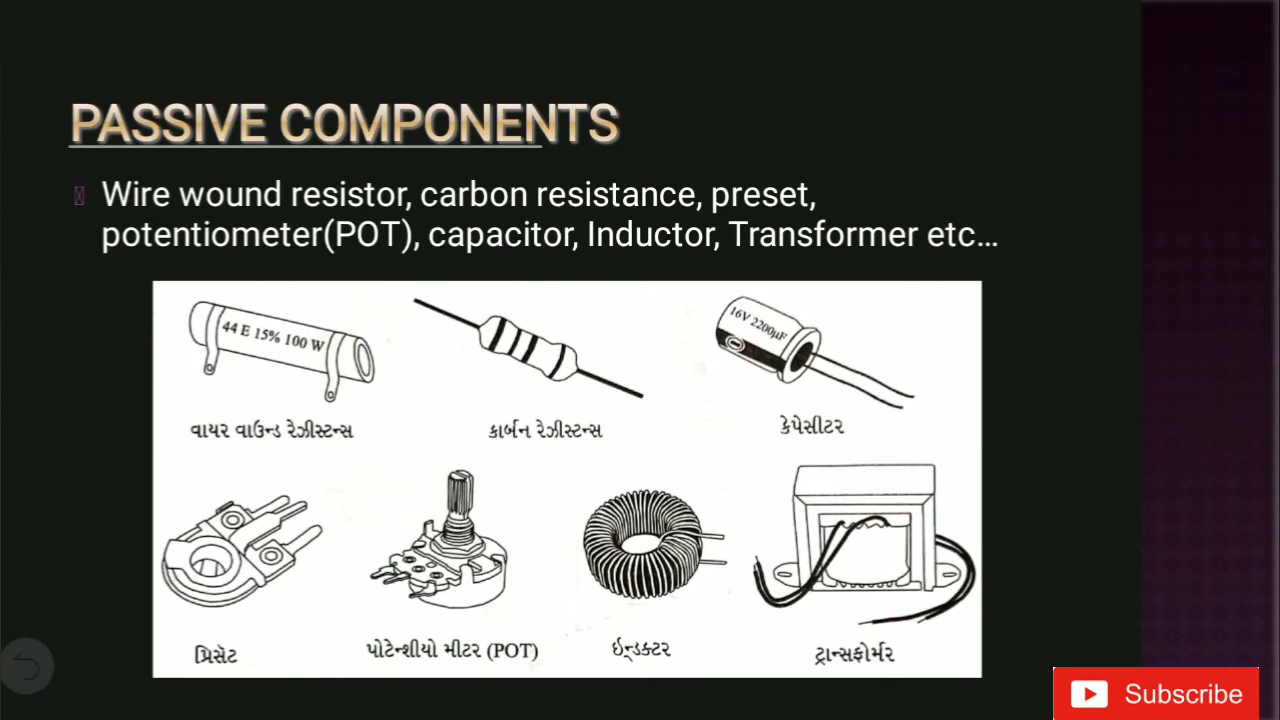 PASSIVE COMPONENTS
Wire wound resistor, carbon resistance, preset,
potentiometer(POT), capacitor, Inductor, Transformer etc...
44 E 15% 100 W
16V 2200µF
વાયર વાઉન્ડ રેઝીસ્ટન્સ
કાર્બન રેઝીસ્ટન્સ
કેપેસીટર
પ્રિસૅટ
પોટેન્શીયો મીટર (POT)
ઇન્ડક્ટર
ટ્રાન્સફોર્મર
Subscribe